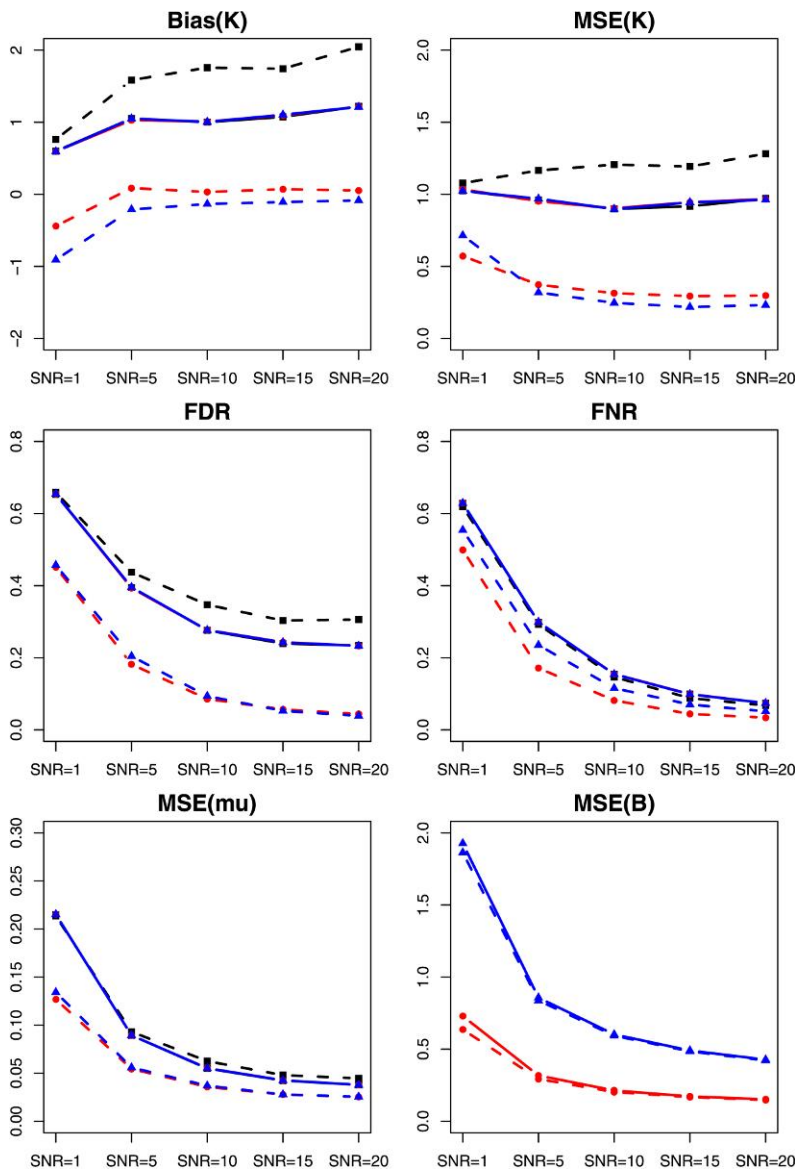 Bias(K)
2
1
0
−1
−2
SNR=1 SNR=5 SNR=10 SNR=15 SNR=20
MSE(K)
2.0
1.5
1.0
0.5
0.0
SNR=1 SNR=5 SNR=10 SNR=15 SNR=20
FDR
0.8
0.6
0.4
0.2
0.0
SNR=1 SNR=5 SNR=10 SNR=15 SNR=20
FNR
0.8
0.6
0.4
0.2
0.0
SNR=1 SNR=5 SNR=10 SNR=15 SNR=20
MSE(mu)
0.30
0.25
0.20
0.15
0.10
0.05
0.00
SNR=1 SNR=5 SNR=10 SNR=15 SNR=20
MSE(B)
2.0
1.5
1.0
0.5
0.0
SNR=1 SNR=5 SNR=10 SNR=15 SNR=20